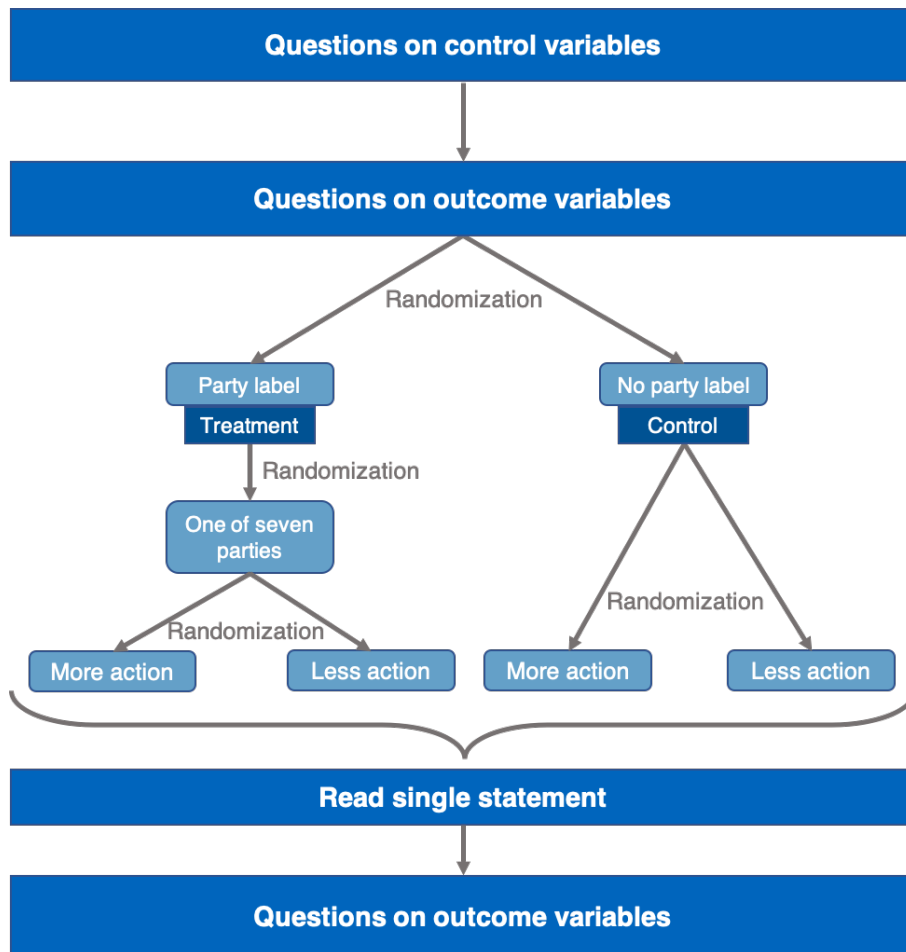 Questions on control variables
Questions on outcome variables
Randomization
Party label
No party label
Treatment
Control
Randomization
One of seven
parties
Randomization
Randomization
More action
Less action
More action
Less action
Read single statement
Questions on outcome variables